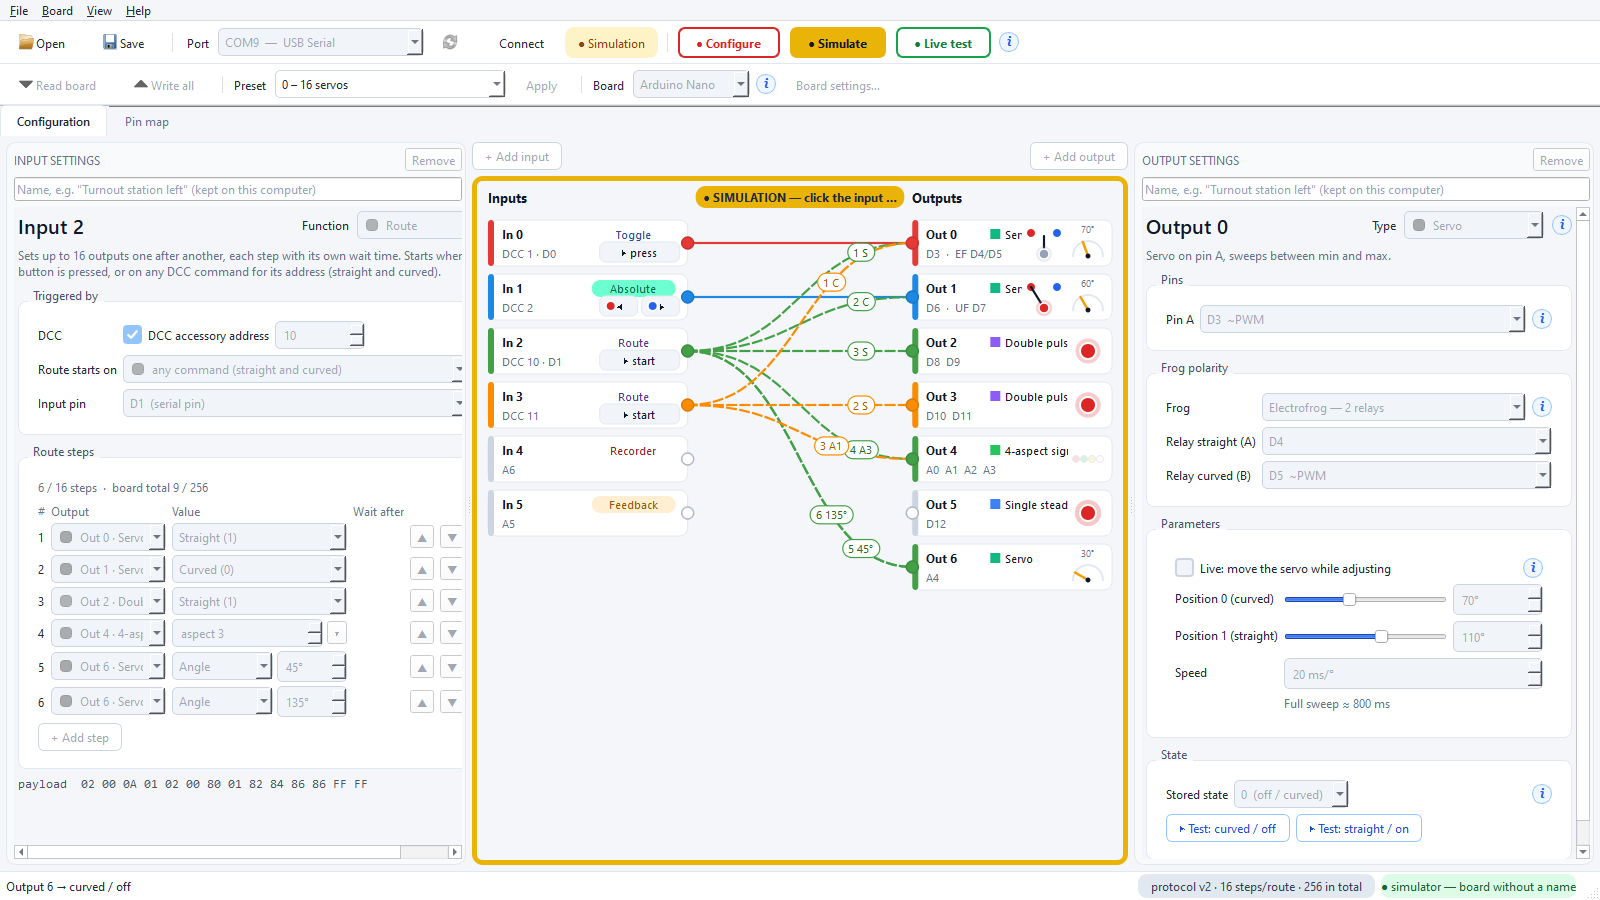 File Board View Help
Open Save Port COM9 — USB Serial Connect ● Simulation ● Configure ● Simulate ● Live test i
Read board Write all Preset 0 – 16 servos Apply Board Arduino Nano i Board settings...
Configuration Pin map
INPUT SETTINGS Remove
Name, e.g. "Turnout station left" (kept on this computer)
Input 2 Function Route
Sets up to 16 outputs one after another, each step with its own wait time. Starts when
button is pressed, or on any DCC command for its address (straight and curved).
Triggered by
DCC DCC accessory address 10
Route starts on any command (straight and curved)
Input pin D1 (serial pin)
Route steps
6 / 16 steps · board total 9 / 256
# Output Value Wait after
1 Out 0 · Servo Straight (1)
2 Out 1 · Servo Curved (0)
3 Out 2 · Doul Straight (1)
4 Out 4 · 4-asp aspect 3
5 Out 6 · Servo Angle 45°
6 Out 6 · Servo Angle 135°
+ Add step
payload 02 00 0A 01 02 00 80 01 82 84 86 86 FF FF
+ Add input + Add output
Inputs ● SIMULATION — click the input ... Outputs
In 0 Toggle
DCC 1 · D0 press
In 1 Absolute
DCC 2
In 2 Route
DCC 10 · D1 start
In 3 Route
DCC 11 start
In 4 Recorder
A6
In 5 Feedback
A5
1 S
1 C
2 C
3 S
2 S
3 A1
4 A3
6 135°
5 45°
Out 0 Ser 70°
D3 · EF D4/D5
Out 1 Ser 60°
D6 · UF D7
Out 2 Double puls
D8 D9
Out 3 Double puls
D10 D11
Out 4 4-aspect sign
A0 A1 A2 A3
Out 5 Single stead
D12
Out 6 Servo 30°
A4
OUTPUT SETTINGS Remove
Name, e.g. "Turnout station left" (kept on this computer)
Output 0 Type Servo i
Servo on pin A, sweeps between min and max.
Pins
Pin A D3 ~PWM i
Frog polarity
Frog Electrofrog — 2 relays i
Relay straight (A) D4
Relay curved (B) D5 ~PWM
Parameters
Live: move the servo while adjusting i
Position 0 (curved) 70°
Position 1 (straight) 110°
Speed 20 ms/°
Full sweep ≈ 800 ms
State
Stored state 0 (off / curved) i
Test: curved / off Test: straight / on
Output 6 → curved / off protocol v2 · 16 steps/route · 256 in total ● simulator — board without a name